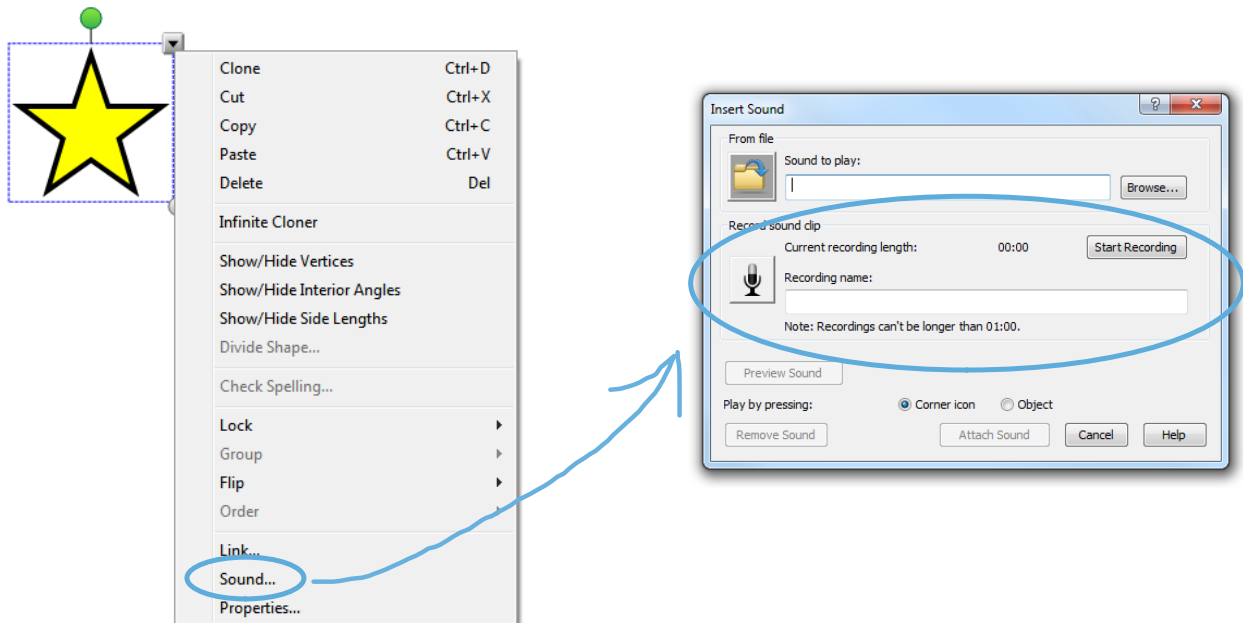 Clone Ctrl+D
Cut Ctrl+X
Copy Ctrl+C
Paste Ctrl+V
Delete Del
Infinite Cloner
Show/Hide Vertices
Show/Hide Interior Angles
Show/Hide Side Lengths
Divide Shape...
Check Spelling...
Lock
Group
Flip
Order
Link...
Sound...
Properties...
Insert Sound
From file
Sound to play:
Browse...
Record sound clip
Current recording length: 00:00 Start Recording
Recording name:
Note: Recordings can't be longer than 01:00.
Preview Sound
Play by pressing: Corner icon Object
Remove Sound Attach Sound Cancel Help